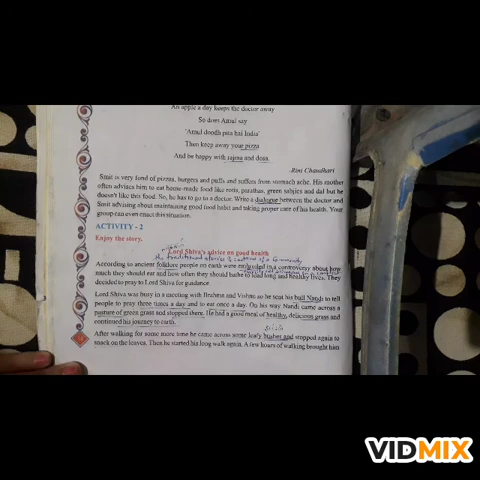 An apple a day keeps the doctor away
So does Amul say
'Amul doodh pita hai India'
Then keep away your pizza
And be happy with rajma and dosa.
-Rini Chaudhari
Smit is very fond of pizzas, burgers and puffs and suffers from stomach ache. His mother
often advises him to eat home-made food like rotis, parathas, green sabjies and dal but he
doesn't like this food. So, he has to go to a doctor. Write a dialogue between the doctor and
Smit advising about maintaining good food habit and taking proper care of his health. Your
group can even enact this situation.
ACTIVITY - 2
Enjoy the story.
Lord Shiva's advice on good health
the traditional stories & culture of a
According to ancient folklore people on earth were embroiled in a controversy about how
much they should eat and how often they should bathe to lead long and healthy lives. They
decided to pray to Lord Shiva for guidance.
Lord Shiva was busy in a meeting with Brahma and Vishnu so he sent his bull Nandi to tell
people to pray three times a day and to eat once a day. On his way Nandi came across a
pasture of green grass and stopped there. He had a good meal of healthy, delicious grass and
continued his journey to earth.
After walking for some more time he came across some leafy bushes and stopped again to
snack on the leaves. Then he started his long walk again. A few hours of walking brought him
VIDMIX